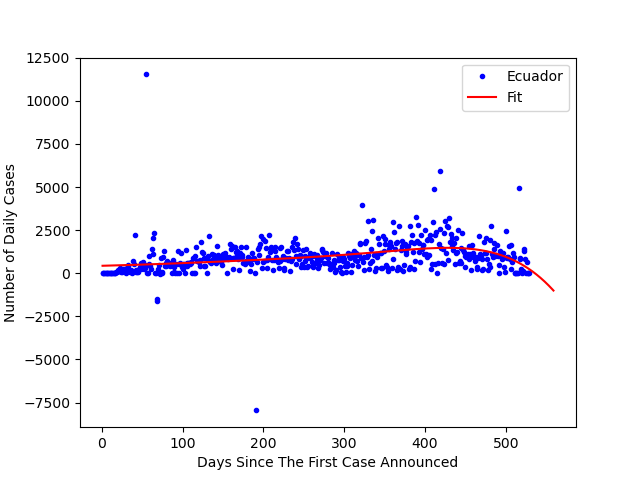 12500
10000
7500
5000
2500
0
−2500
−5000
−7500
Number of Daily Cases
Ecuador
Fit
0 100 200 300 400 500
Days Since The First Case Announced